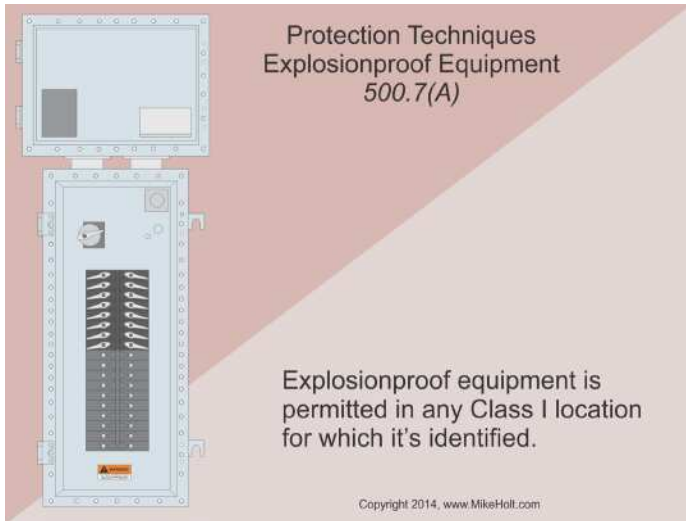 Protection Techniques
Explosionproof Equipment
500.7(A)
Explosionproof equipment is
permitted in any Class I location
for which it's identified.
WARNING
Copyright 2014, www.MikeHolt.com